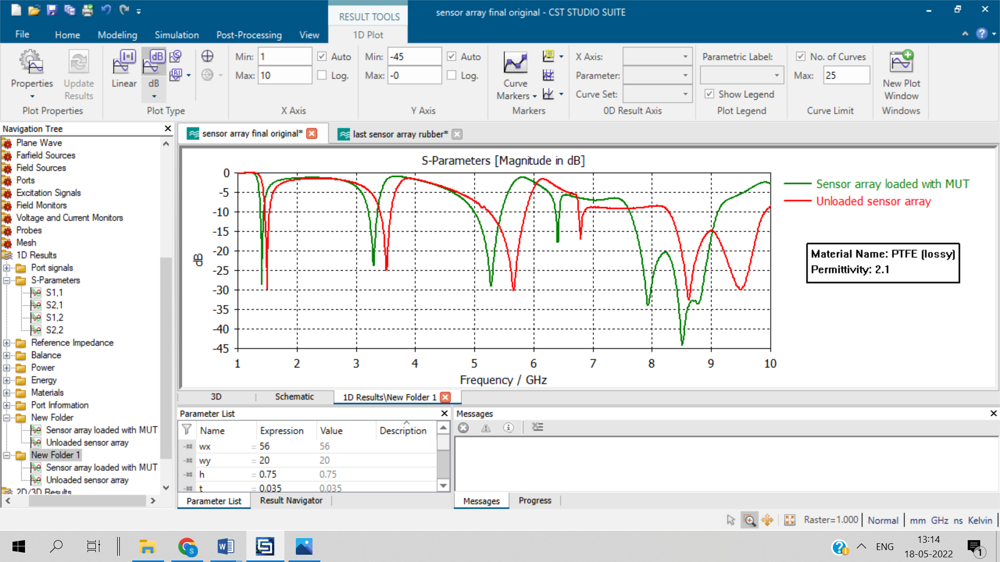 sensor array final original - CST STUDIO SUITE
RESULT TOOLS
File Home Modeling Simulation Post-Processing View 1D Plot
Properties
Update Results
Plot Properties
Linear
dB
Plot Type
Min: 1 Auto
Max: 10 Log.
X Axis
Min: -45 Auto
Max: -0 Log.
Y Axis
Curve Markers
Markers
X Axis:
Parameter:
Curve Set:
0D Result Axis
Parametric Label:
Show Legend
Plot Legend
No. of Curves
Max: 25
Curve Limit
New Plot Window
Windows
Navigation Tree
Plane Wave
Farfield Sources
Field Sources
Ports
Excitation Signals
Field Monitors
Voltage and Current Monitors
Probes
Mesh
1D Results
Port signals
S-Parameters
S1,1
S2,1
S1,2
S2,2
Reference Impedance
Balance
Power
Energy
Materials
Port Information
New Folder
Sensor array loaded with MUT
Unloaded sensor array
New Folder 1
Sensor array loaded with MUT
Unloaded sensor array
2D/3D Results
sensor array final original* last sensor array rubber*
S-Parameters [Magnitude in dB]
0
-5
-10
-15
-20
-25
-30
-35
-40
-45
dB
1 2 3 4 5 6 7 8 9 10
Frequency / GHz
Sensor array loaded with MUT
Unloaded sensor array
Material Name: PTFE (lossy)
Permittivity: 2.1
3D Schematic 1D Results\New Folder 1
Parameter List
Name Expression Value Description
wx = 56 56
wy = 20 20
h = 0.75 0.75
t = 0.035 0.035
Parameter List Result Navigator
Messages
Messages Progress
Raster=1.000 Normal mm GHz ns Kelvin
ENG
13:14
18-05-2022
1